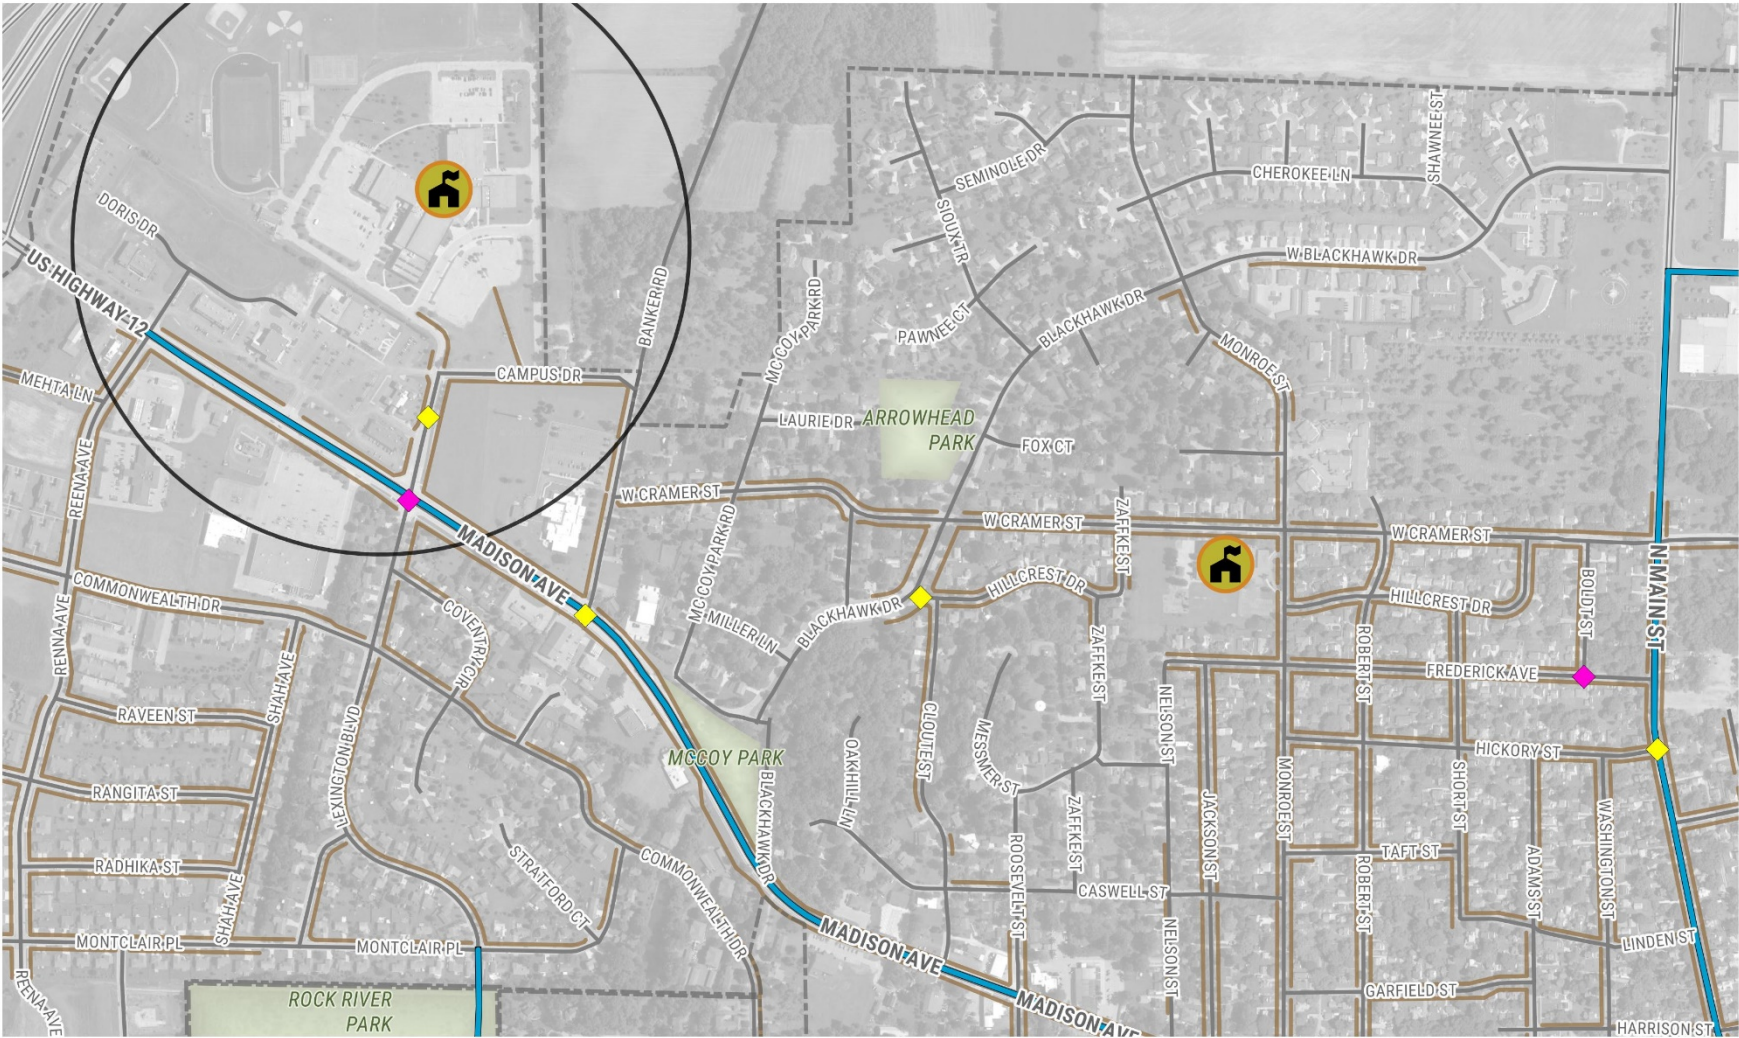 SHAWNEE ST
SEMINOLE DR
CHEROKEE LN
DORIS DR
SIOUX TR
US HIGHWAY 12
W BLACKHAWK DR
BANKER RD
MC COY PARK RD
PAWNEE CT
BLACKHAWK DR
MONROE ST
MEHTA LN
CAMPUS DR
LAURIE DR
ARROWHEAD
PARK
FOX CT
REENA AVE
W CRAMER ST
MC COY PARK RD
W CRAMER ST
ZAFFKE ST
W CRAMER ST
MADISON AVE
N MAIN ST
COMMONWEALTH DR
HILLCREST DR
HILLCREST DR
BOLDT ST
COVENTRY CIR
MILLER LN
BLACKHAWK DR
RENNA AVE
SHAH AVE
ZAFFKE ST
ROBERT ST
FREDERICK AVE
RAVEEN ST
LEXINGTON BLVD
NELSON ST
CLOUTE ST
MESSMER ST
OAKHILL LN
MCCOY PARK
HICKORY ST
RANGITA ST
BLACKHAWK DR
ZAFFKE ST
JACKSON ST
MONROE ST
SHORT ST
WASHINGTON ST
RADHIKA ST
STRATFORD CT
COMMONWEALTH DR
ROOSEVELT ST
CASWELL ST
TAFT ST
ROBERT ST
ADAMS ST
SHAH AVE
MONTCLAIR PL
MONTCLAIR PL
MADISON AVE
NELSON ST
LINDEN ST
REENA AVE
ROCK RIVER
PARK
MADISON AVE
GARFIELD ST
HARRISON ST